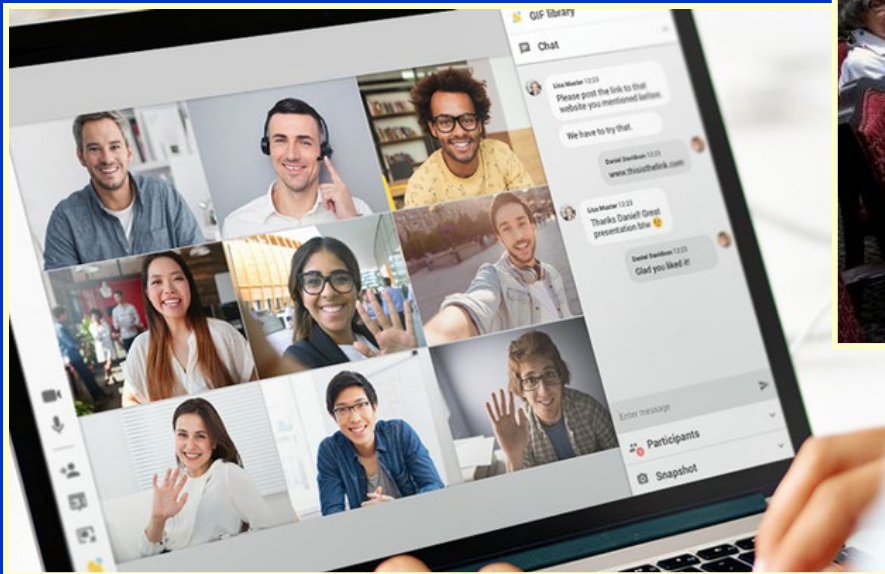 GIF library
Chat
Lisa Muster 12:23
Please post the link to that
website you mentioned before.
We have to try that.
Daniel Davidson 12:23
www.thisisthelink.com
Lisa Muster 12:23
Thanks Daniel! Great
presentation btw
Daniel Davidson 12:23
Glad you liked it!
Enter message
Participants
Snapshot